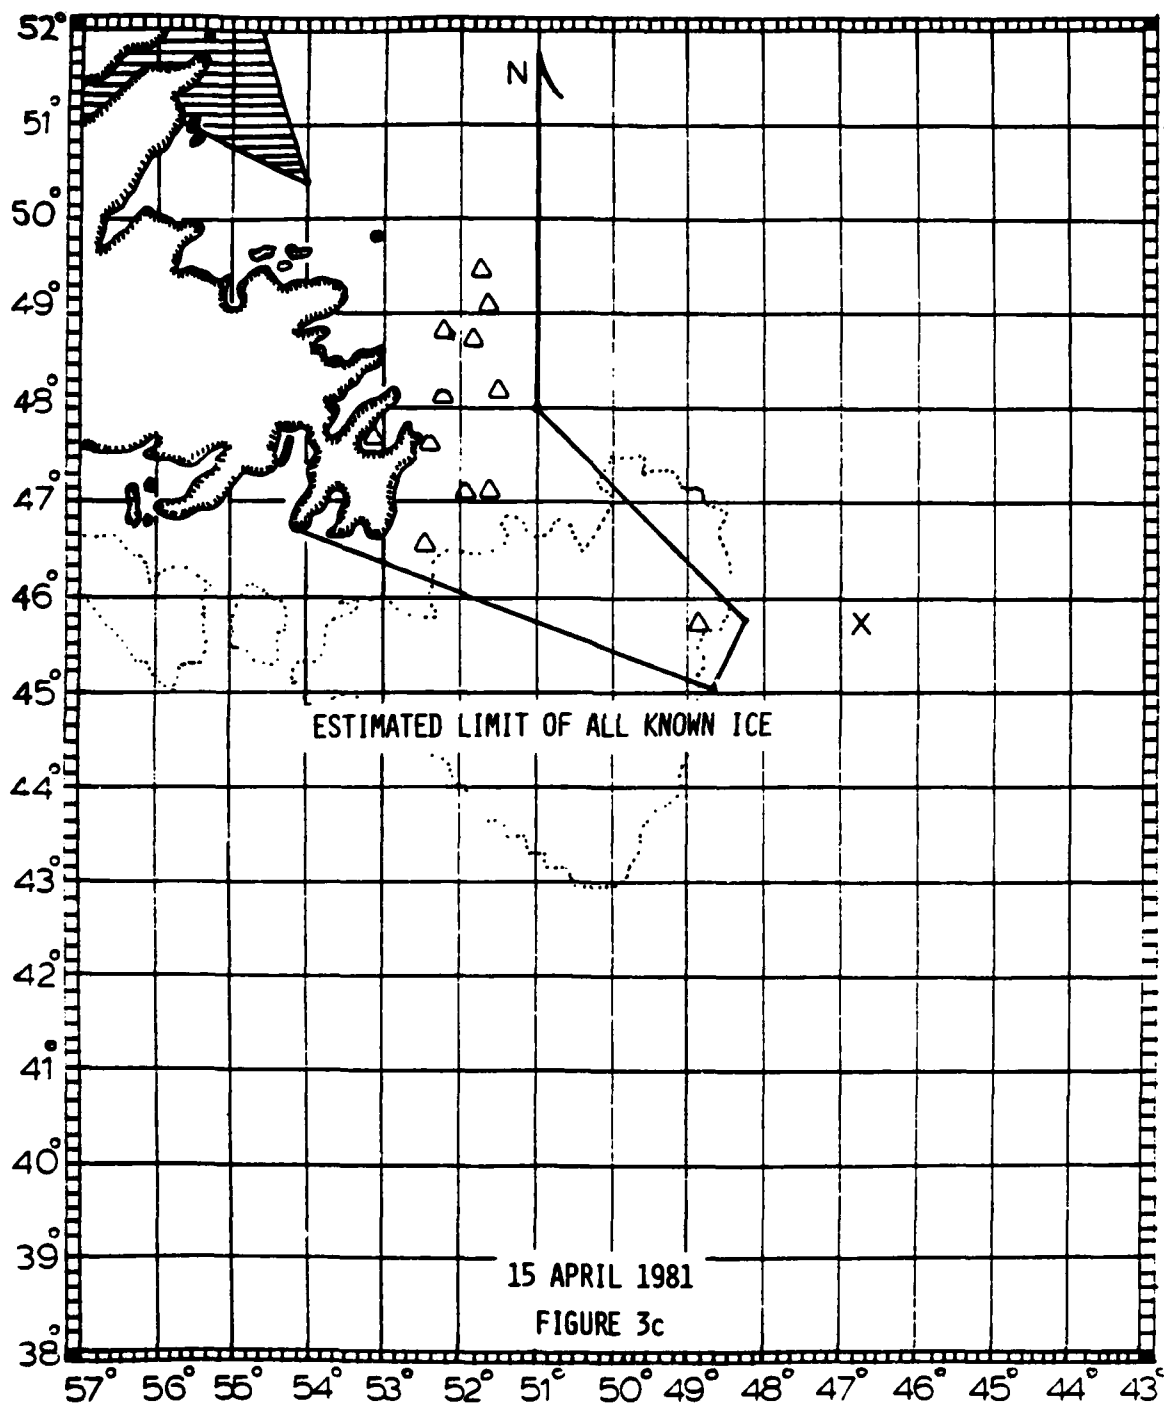 52°
N
51°
50°
49°
48°
47°
46°
X
45°
ESTIMATED LIMIT OF ALL KNOWN ICE
44°
43°
42°
41°
40°
39°
15 APRIL 1981
FIGURE 3c
38°
57° 56° 55° 54° 53° 52° 51° 50° 49° 48° 47° 46° 45° 44° 43°